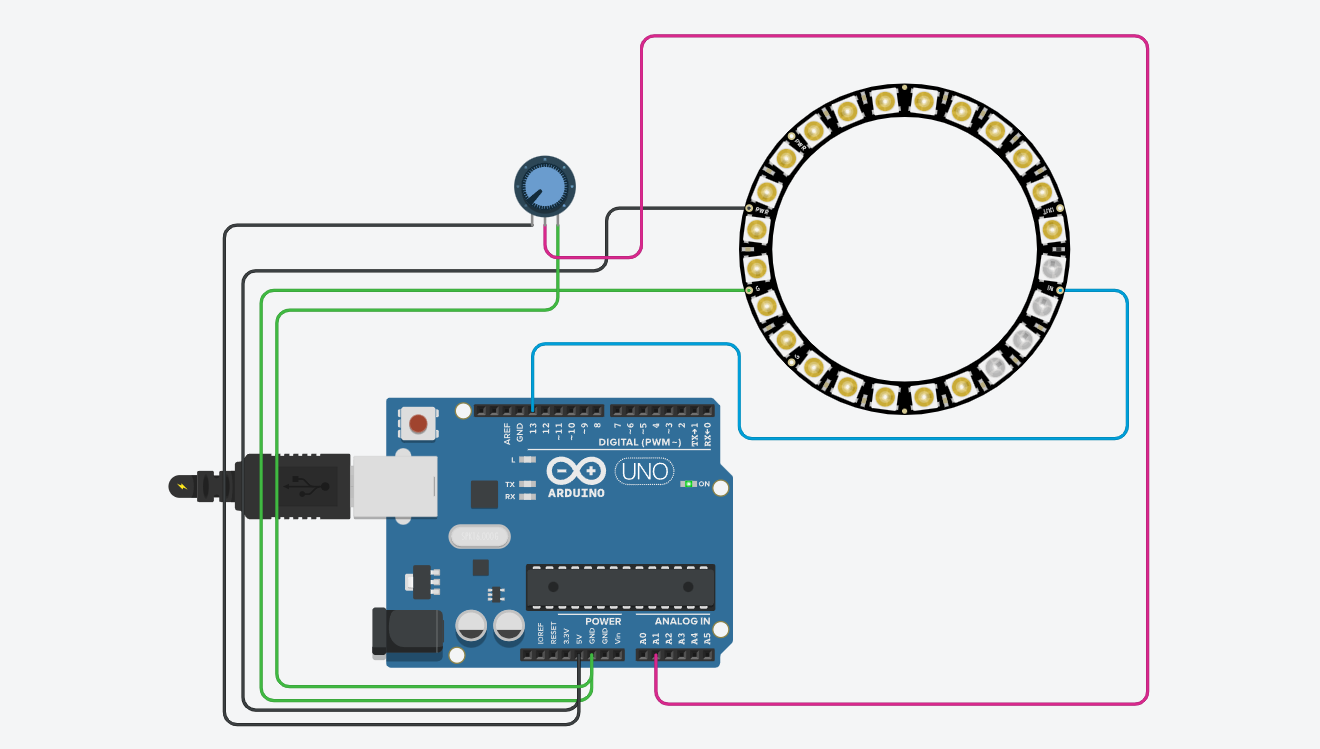 PWR
PWR
OUT
G
IN
G
AREF
GND
13
12
~11
~10
~9
8
7
~6
~5
4
~3
2
TX→1
RX←0
DIGITAL (PWM~)
L
TX
RX
ARDUINO
UNO
ON
POWER
ANALOG IN
IOREF
RESET
3.3V
5V
GND
GND
Vin
A0
A1
A2
A3
A4
A5